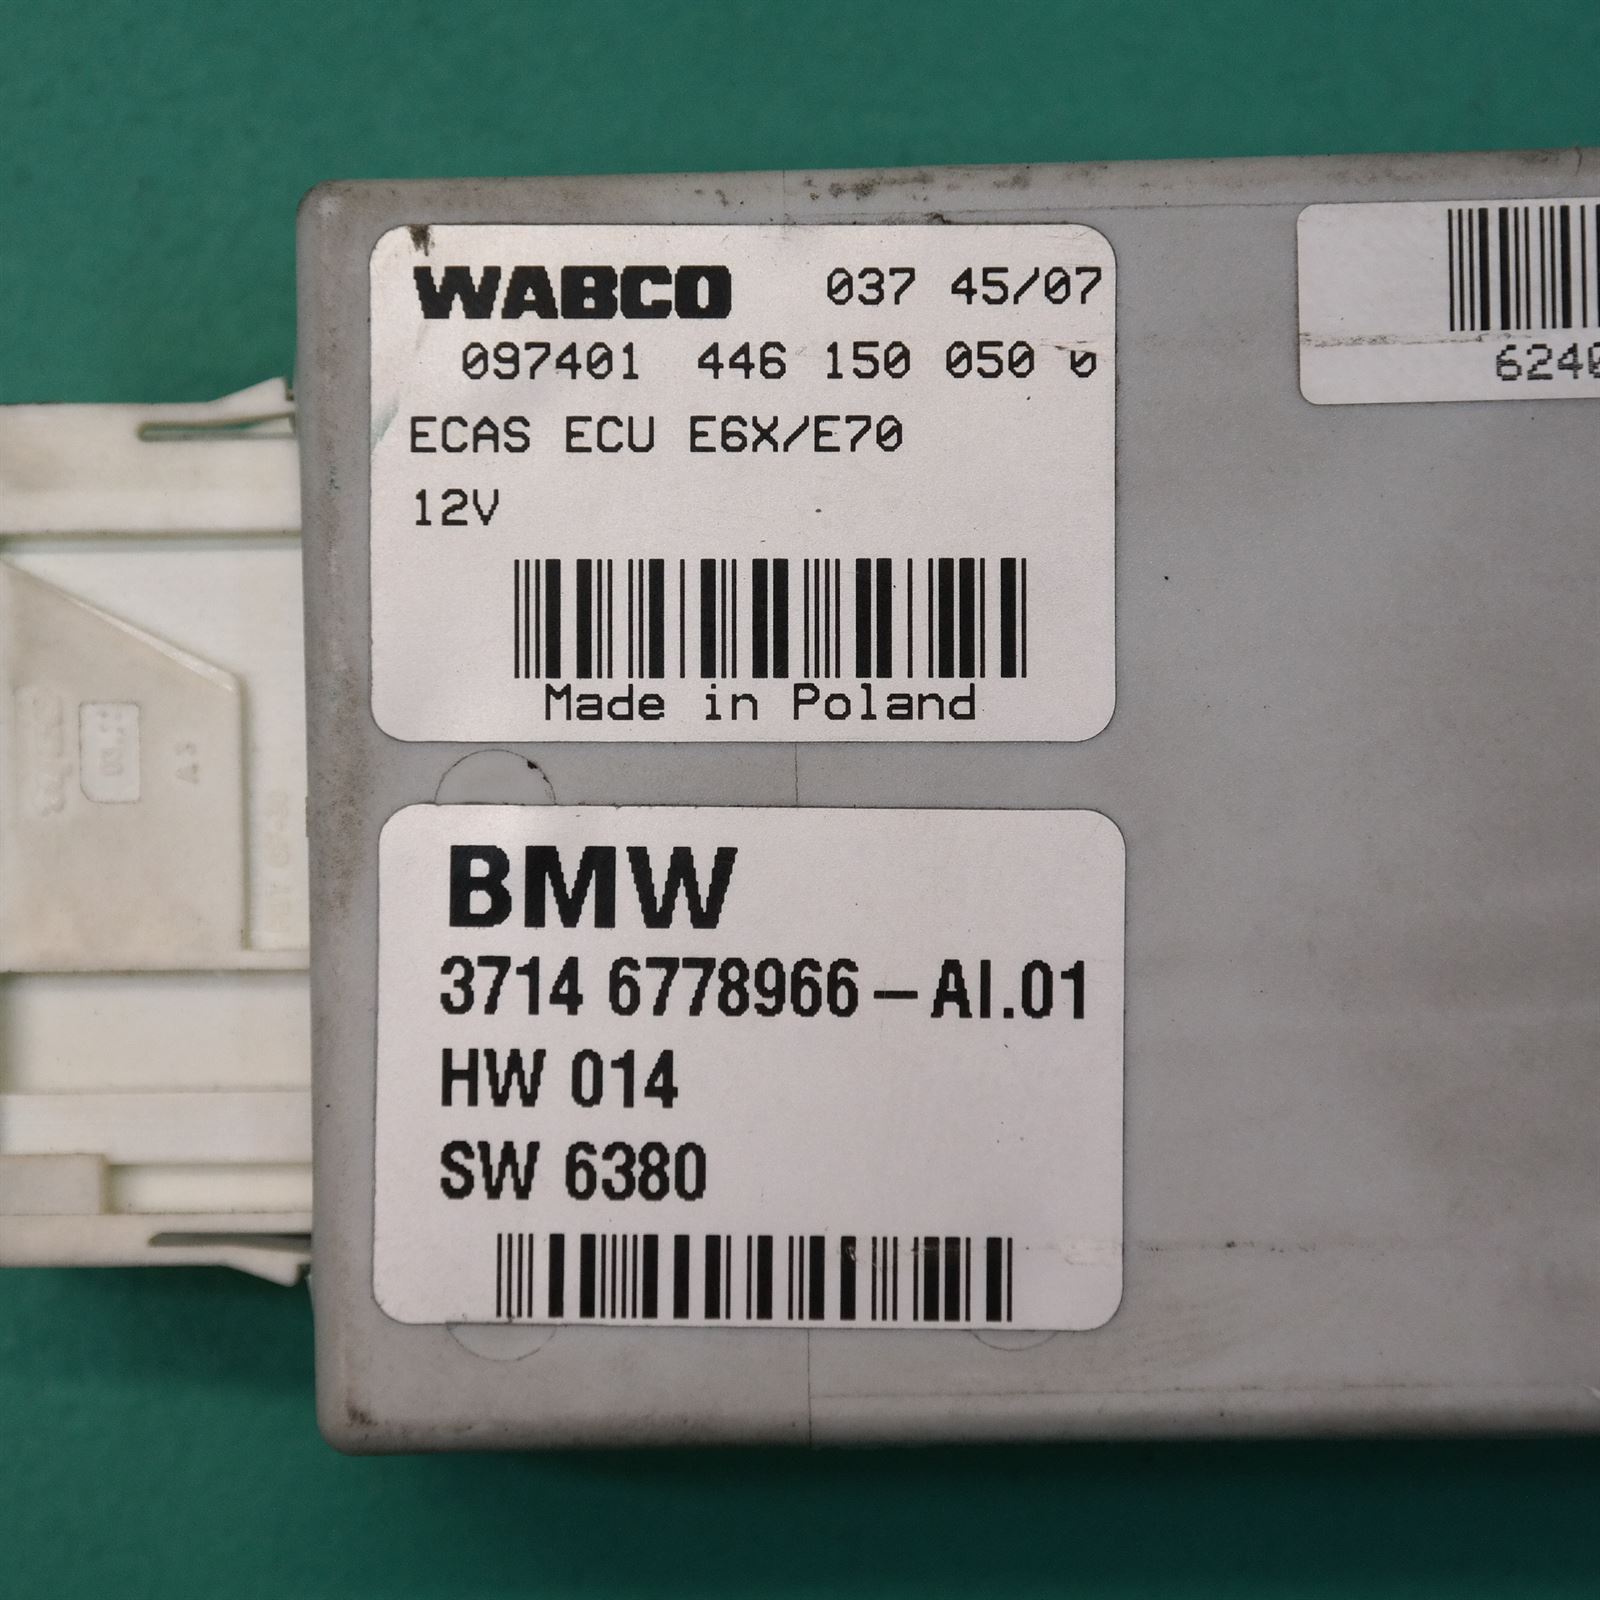 WABCO 037 45/07
097401 446 150 050 0
ECAS ECU E6X/E70
12V
Made in Poland
6240
BMW
3714 6778966-AI.01
HW 014
SW 6380
A3